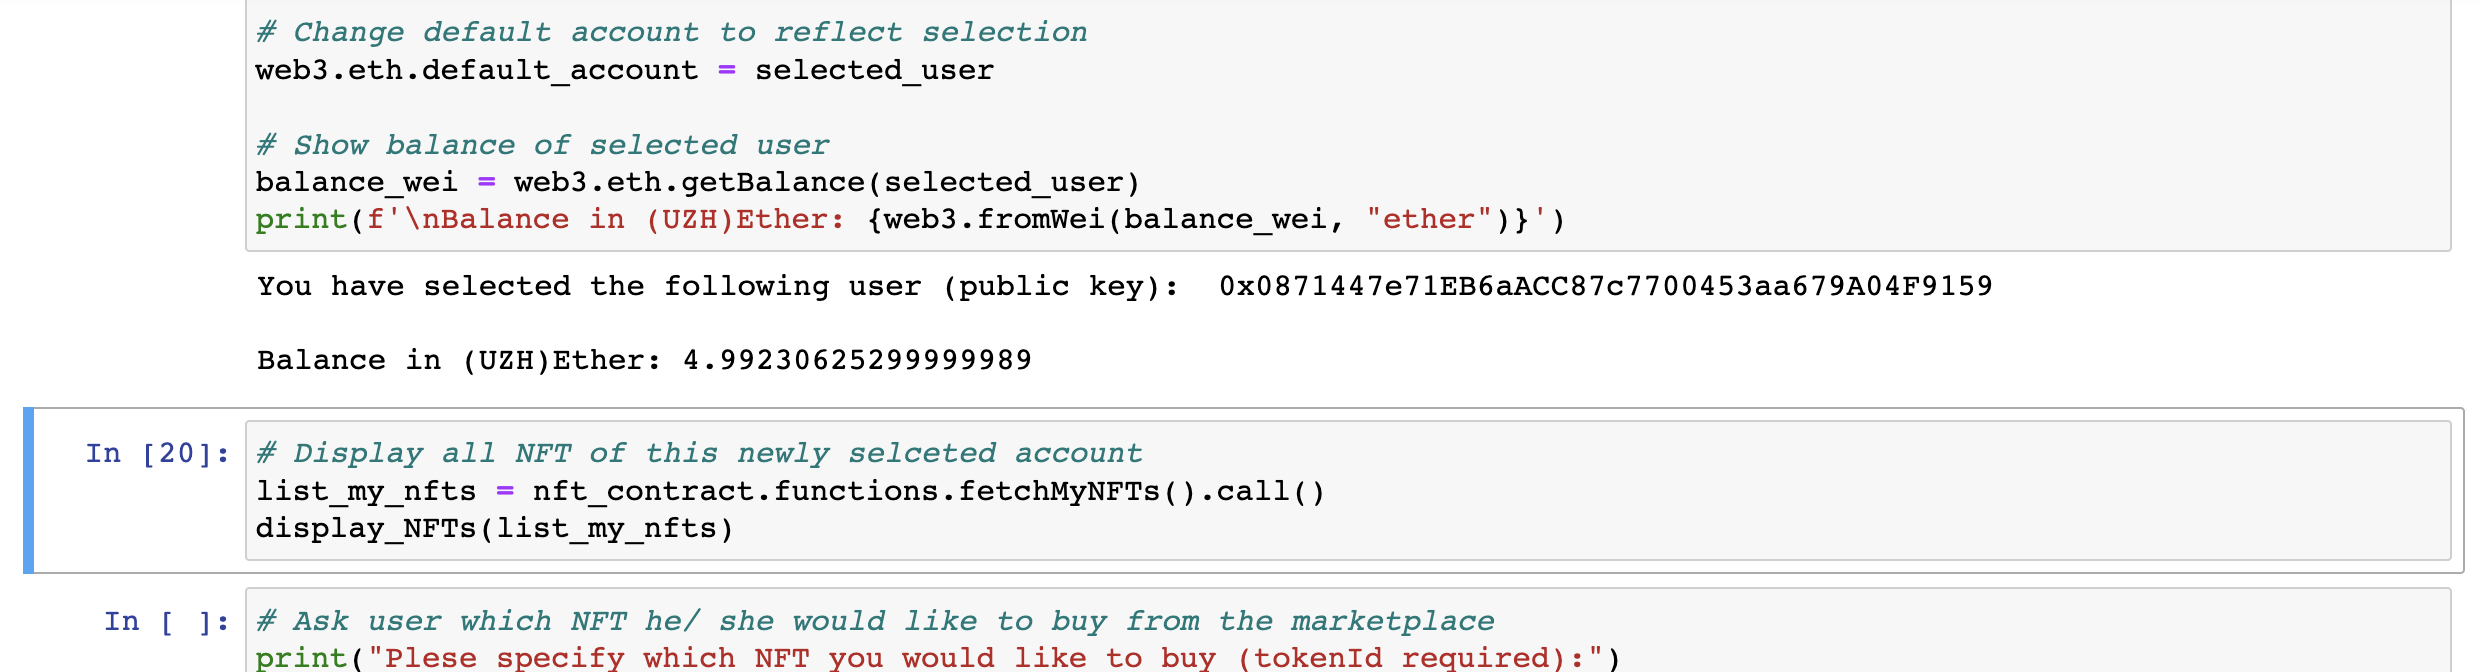 # Change default account to reflect selection
web3.eth.default_account = selected_user
# Show balance of selected user
balance_wei = web3.eth.getBalance(selected_user)
print(f'\nBalance in (UZH)Ether: {web3.fromWei(balance_wei, "ether")}')
You have selected the following user (public key):  0x0871447e71EB6aACC87c7700453aa679A04F9159
Balance in (UZH)Ether: 4.99230625299999989
In [20]: # Display all NFT of this newly selceted account
list_my_nfts = nft_contract.functions.fetchMyNFTs().call()
display_NFTs(list_my_nfts)
In [ ]: # Ask user which NFT he/ she would like to buy from the marketplace
print("Plese specify which NFT you would like to buy (tokenId required):")